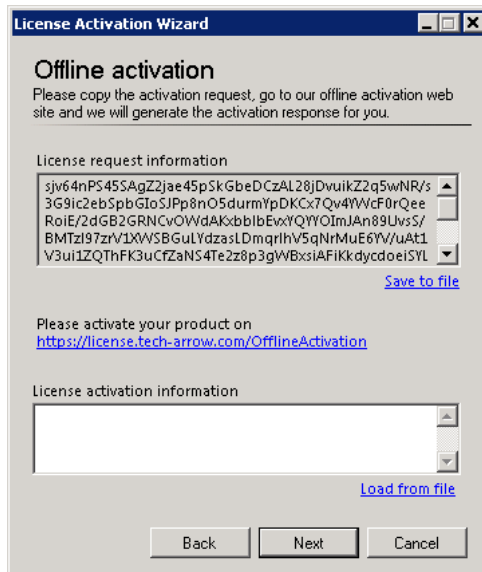 License Activation Wizard
Offline activation
Please copy the activation request, go to our offline activation web
site and we will generate the activation response for you.
License request information
sjv64nPS45SAgZ2jae45pSkGbeDCzAL28jDvuikZ2q5wNR/s
3G9ic2ebSpbGIoSJPp8nO5durmYpDKCx7Qv4YWcF0rQee
RoiE/2dGB2GRNCvOWdAKxbbIbEvxYQYYOImJAn89UvsS/
BMTzI97zrV1XWSBGuLYdzasLDmqrIhV5qNrMuE6YV/uAt1
V3ui1ZQThFK3uCfZaNS4Te2z8p3gWBxsiAFiKkdycdoeiSYL
Save to file
Please activate your product on
https://license.tech-arrow.com/OfflineActivation
License activation information
Load from file
Back
Next
Cancel